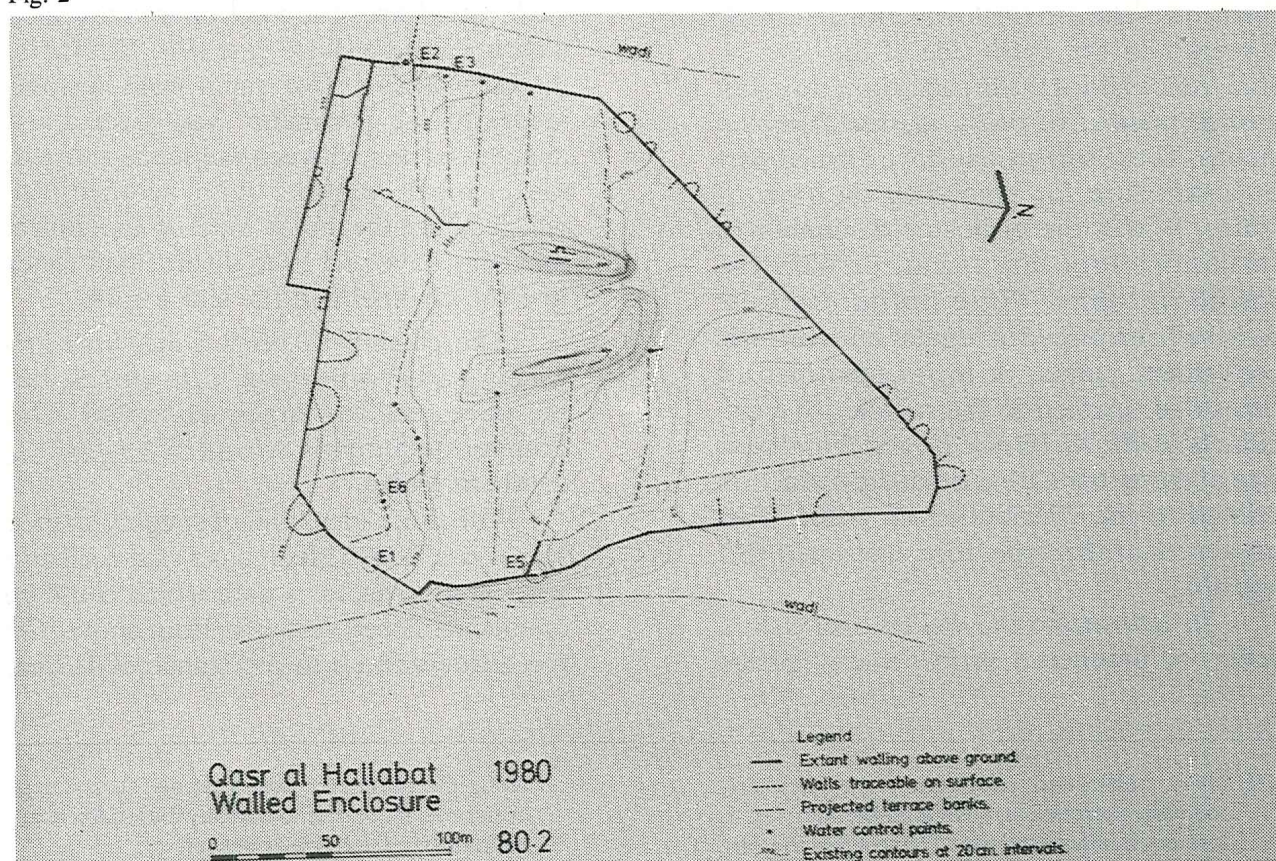 Fig. 2
wadi
E2
E3
N
E6
E1
E5
wadi
Qasr al Hallabat 1980
Walled Enclosure
0 50 100m
80-2
Legend
Extant walling above ground.
Walls traceable on surface.
Projected terrace banks.
Water control points.
Existing contours at 20cm. intervals.